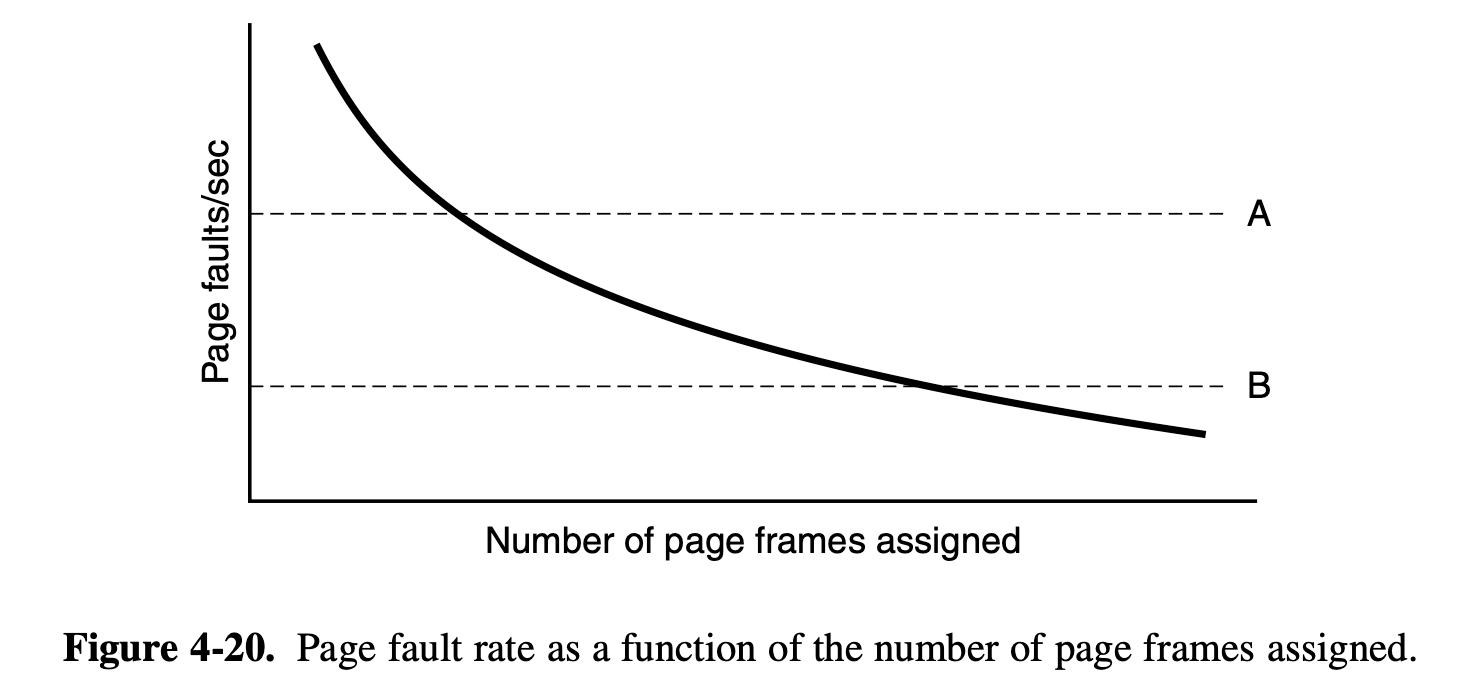 Page faults/sec
A
B
Number of page frames assigned
Figure 4-20. Page fault rate as a function of the number of page frames assigned.